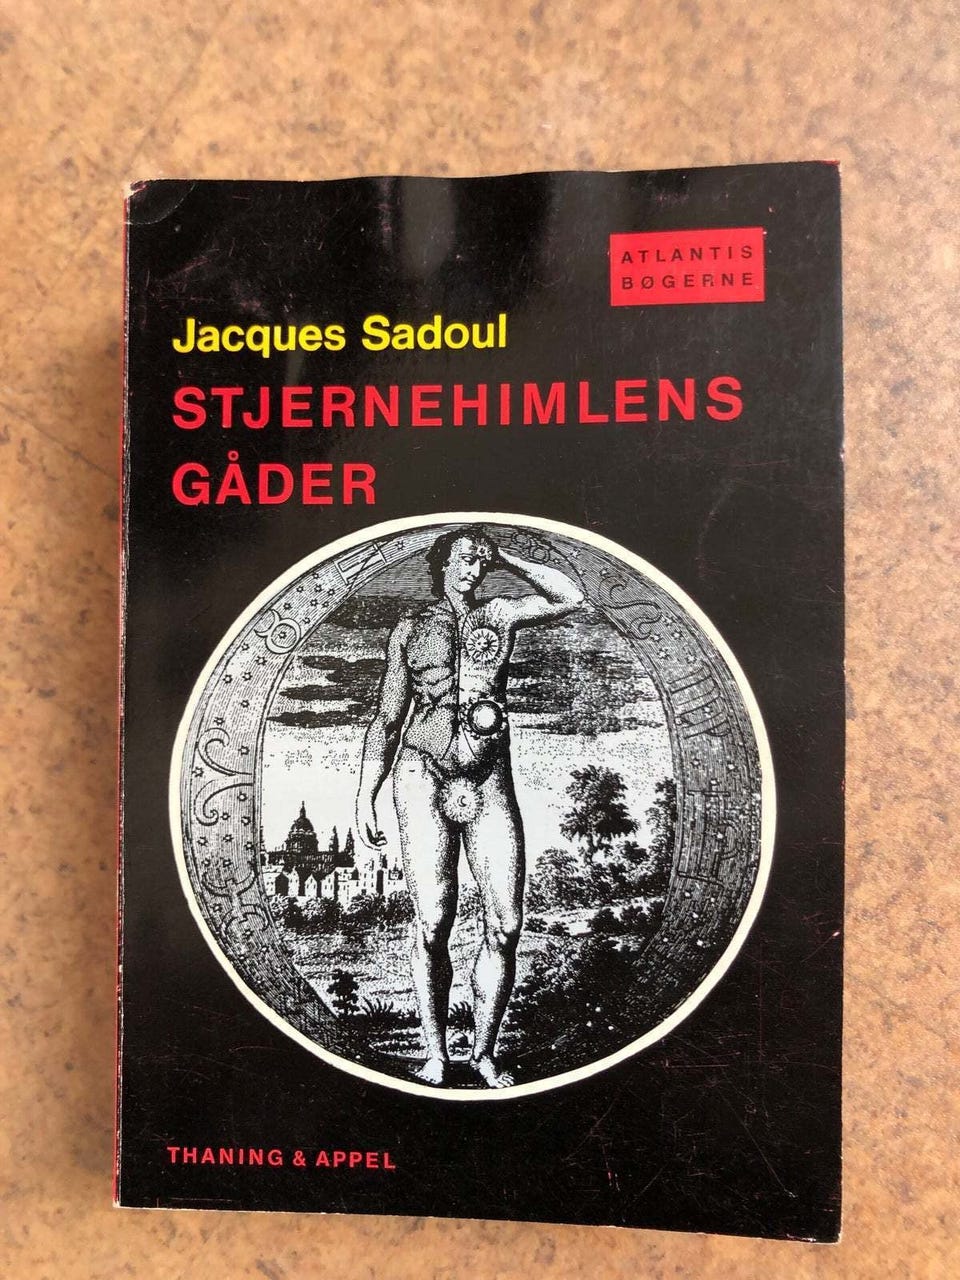 ATLANTIS
BØGERNE
Jacques Sadoul
STJERNEHIMLENS
GÅDER
THANING & APPEL